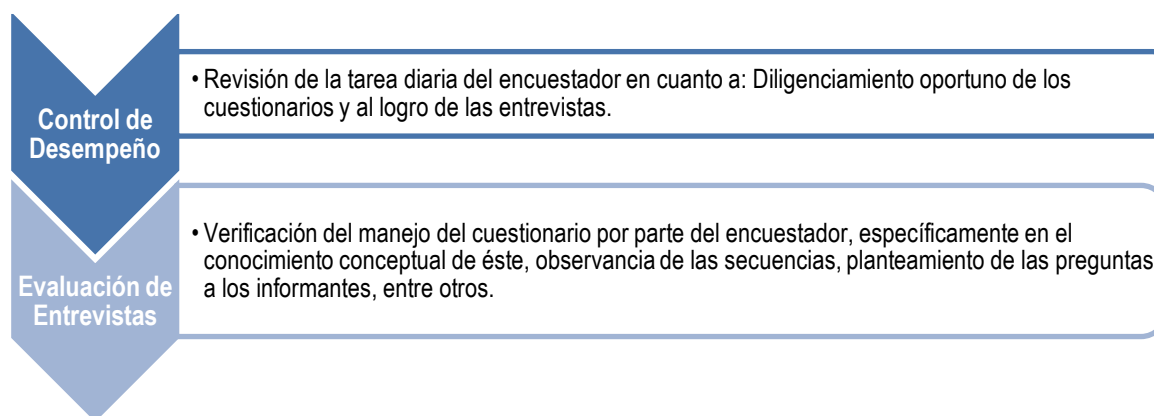 Control de
Desempeño
• Revisión de la tarea diaria del encuestador en cuanto a: Diligenciamiento oportuno de los
cuestionarios y al logro de las entrevistas.
Evaluación de
Entrevistas
• Verificación del manejo del cuestionario por parte del encuestador, específicamente en el
conocimiento conceptual de éste, observancia de las secuencias, planteamiento de las preguntas
a los informantes, entre otros.